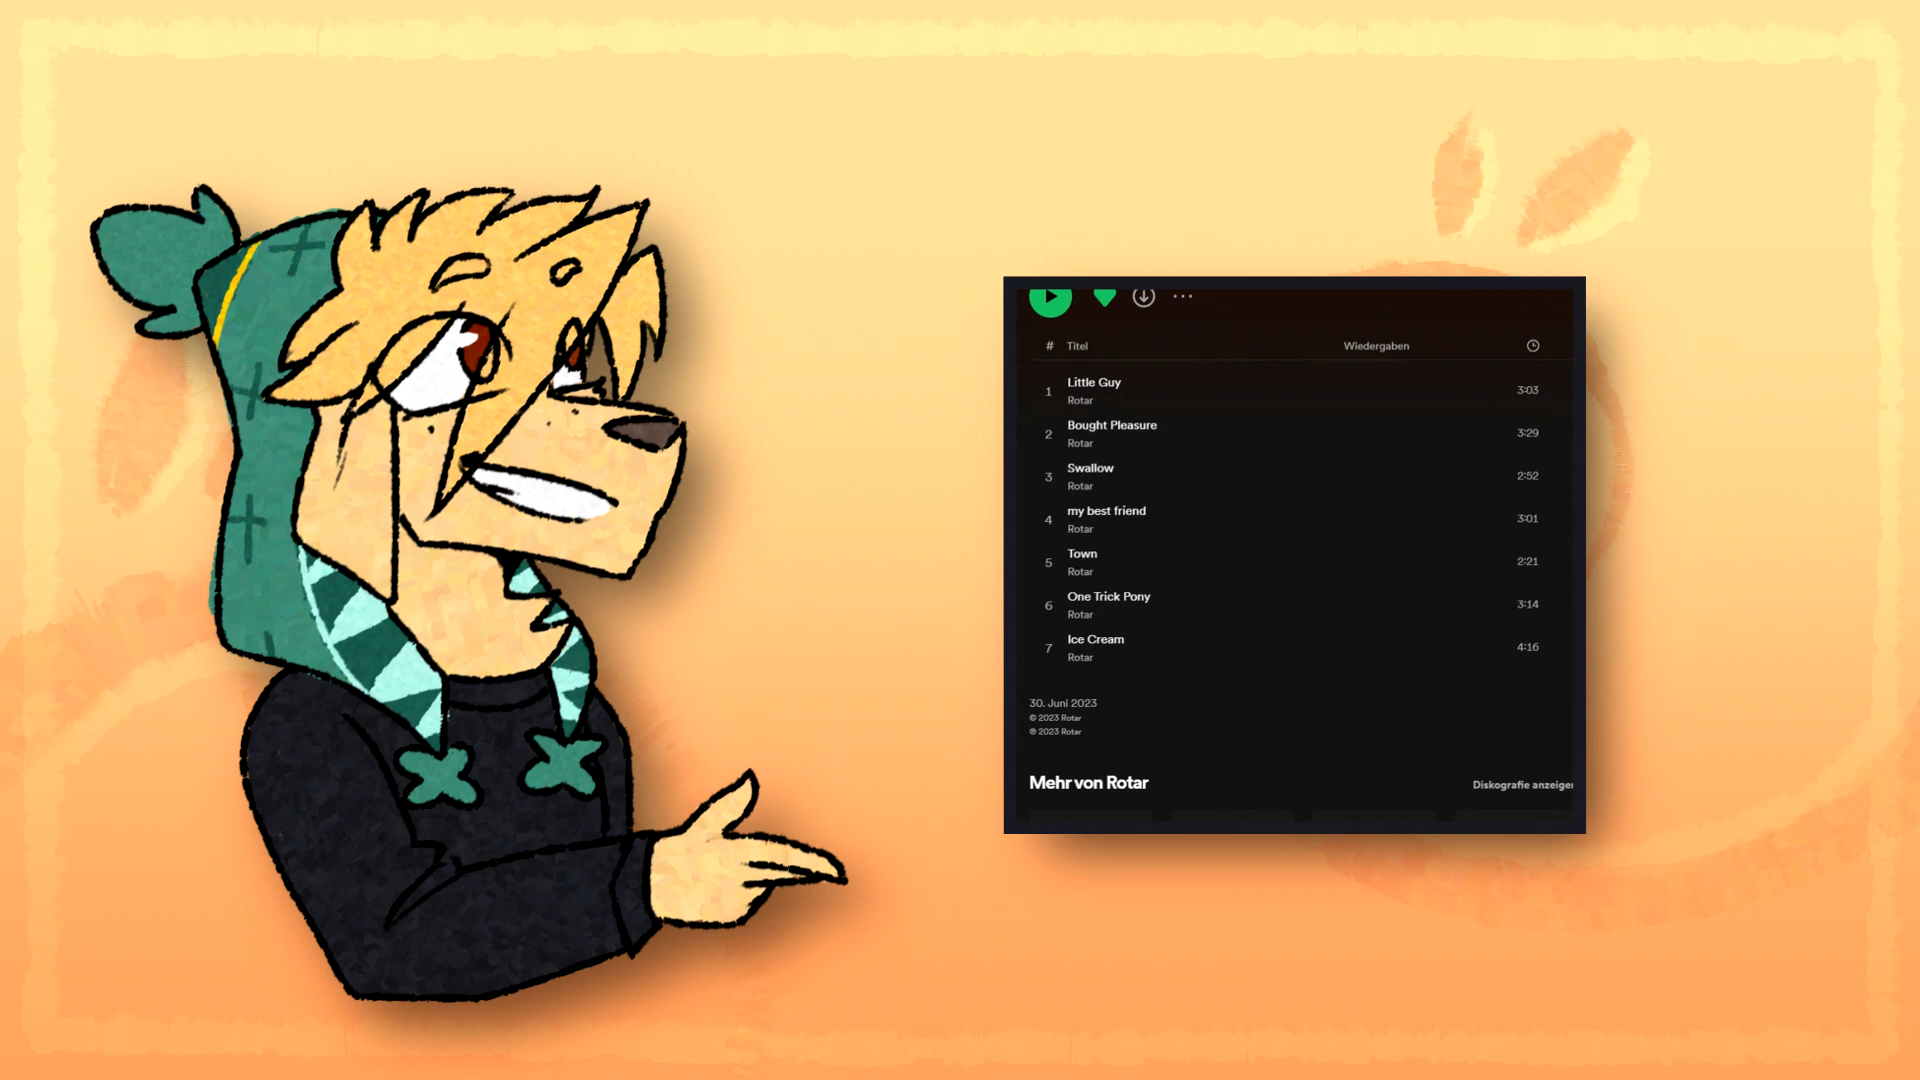 # Titel Wiedergaben
1 Little Guy 3:03
Rotar
2 Bought Pleasure 3:29
Rotar
3 Swallow 2:52
Rotar
4 my best friend 3:01
Rotar
5 Town 2:21
Rotar
6 One Trick Pony 3:14
Rotar
7 Ice Cream 4:16
Rotar
30. Juni 2023
© 2023 Rotar
℗ 2023 Rotar
Mehr von Rotar Diskografie anzeigen